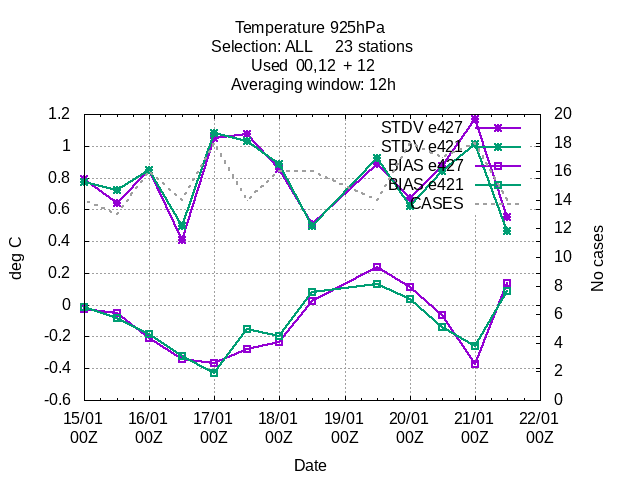 Temperature 925hPa
Selection: ALL     23 stations
Used  00,12  + 12
Averaging window: 12h
STDV e427
STDV e421
BIAS e427
BIAS e421
CASES
1.2
1
0.8
0.6
0.4
0.2
0
-0.2
-0.4
-0.6
deg C
20
18
16
14
12
10
8
6
4
2
0
No cases
15/01 16/01 17/01 18/01 19/01 20/01 21/01 22/01
00Z 00Z 00Z 00Z 00Z 00Z 00Z 00Z
Date